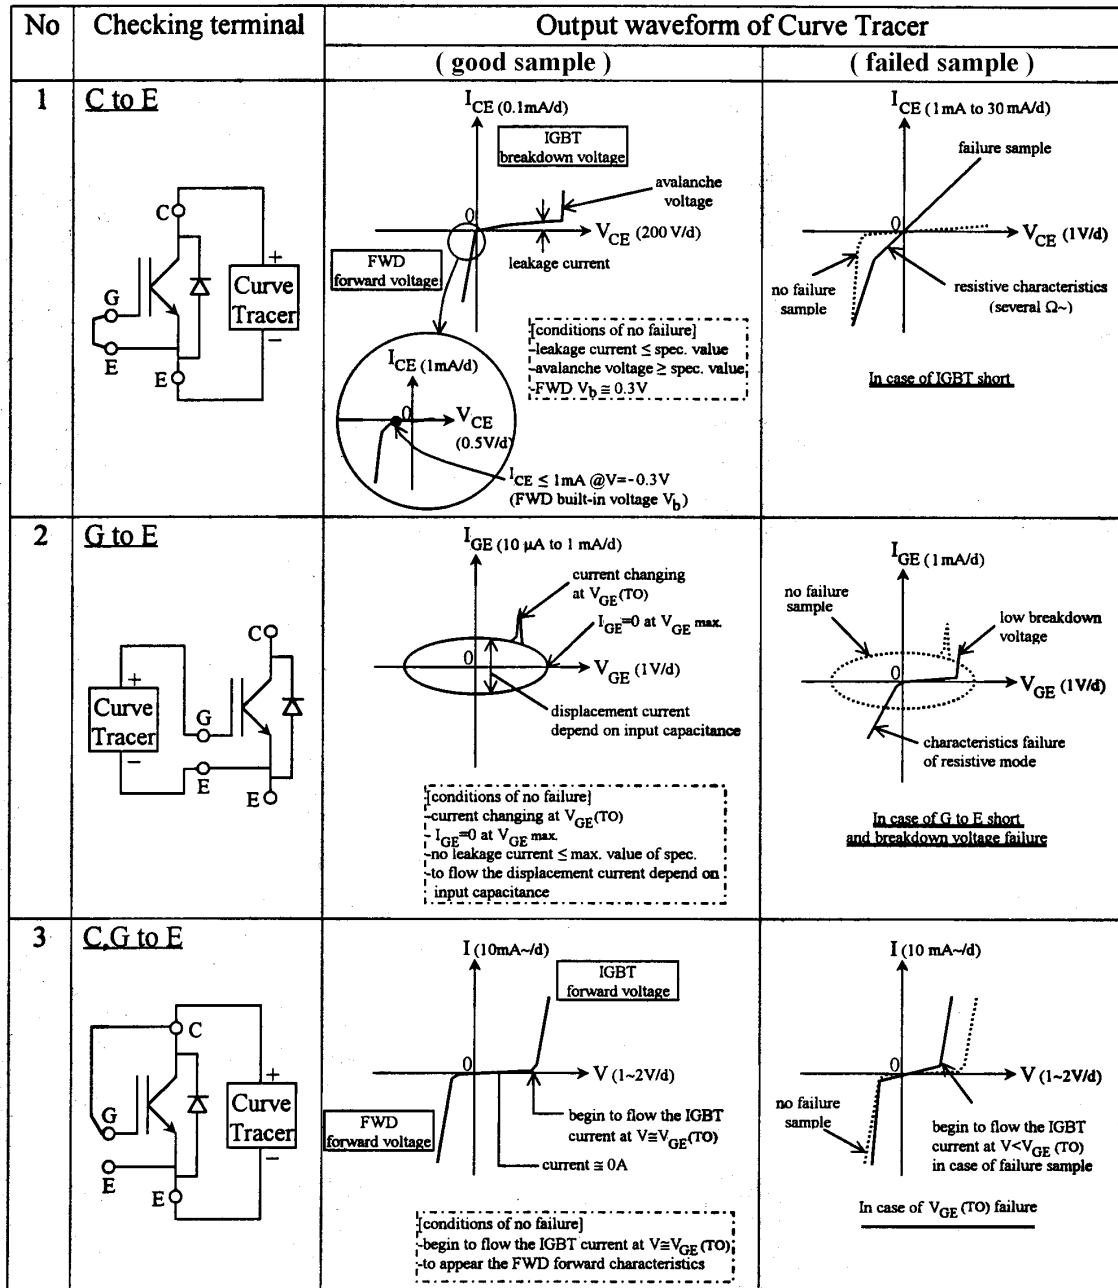 No
Checking terminal
Output waveform of Curve Tracer
( good sample )
( failed sample )
1
C to E
C
G
E
E
+
Curve
Tracer
−
I_CE (0.1mA/d)
IGBT
breakdown voltage
avalanche
voltage
0
V_CE (200 V/d)
leakage current
FWD
forward voltage
[conditions of no failure]
-leakage current ≤ spec. value
-avalanche voltage ≥ spec. value
-FWD V_b ≅ 0.3V
I_CE (1mA/d)
0
V_CE
(0.5V/d)
I_CE ≤ 1mA @V=−0.3V
(FWD built-in voltage V_b)
I_CE (1mA to 30 mA/d)
failure sample
0
V_CE (1V/d)
no failure
sample
resistive characteristics
(several Ω~)
In case of IGBT short
2
G to E
C
G
E
E
+
Curve
Tracer
−
I_GE (10 μA to 1 mA/d)
current changing
at V_GE(TO)
I_GE=0 at V_GE max.
0
V_GE (1V/d)
displacement current
depend on input capacitance
[conditions of no failure]
-current changing at V_GE(TO)
- I_GE=0 at V_GE max.
-no leakage current ≤ max. value of spec.
-to flow the displacement current depend on
input capacitance
I_GE (1mA/d)
no failure
sample
low breakdown
voltage
0
V_GE (1V/d)
characteristics failure
of resistive mode
In case of G to E short
and breakdown voltage failure
3
C,G to E
C
G
E
E
+
Curve
Tracer
−
I (10mA~/d)
IGBT
forward voltage
0
V (1~2V/d)
FWD
forward voltage
begin to flow the IGBT
current at V≅V_GE(TO)
current ≅ 0A
[conditions of no failure]
-begin to flow the IGBT current at V≅V_GE(TO)
-to appear the FWD forward characteristics
I (10 mA~/d)
0
V (1~2V/d)
no failure
sample
begin to flow the IGBT
current at V<V_GE (TO)
in case of failure sample
In case of V_GE (TO) failure